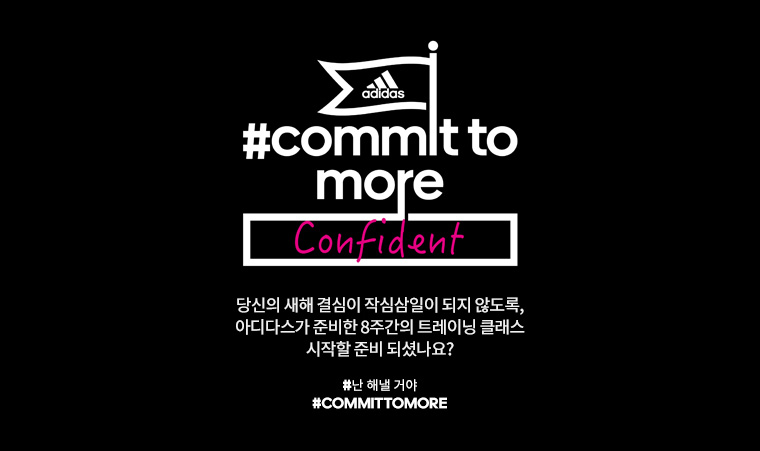 adidas
#commit to
more
Confident
당신의 새해 결심이 작심삼일이 되지 않도록,
아디다스가 준비한 8주간의 트레이닝 클래스
시작할 준비 되셨나요?
#난 해낼 거야
#COMMITTOMORE